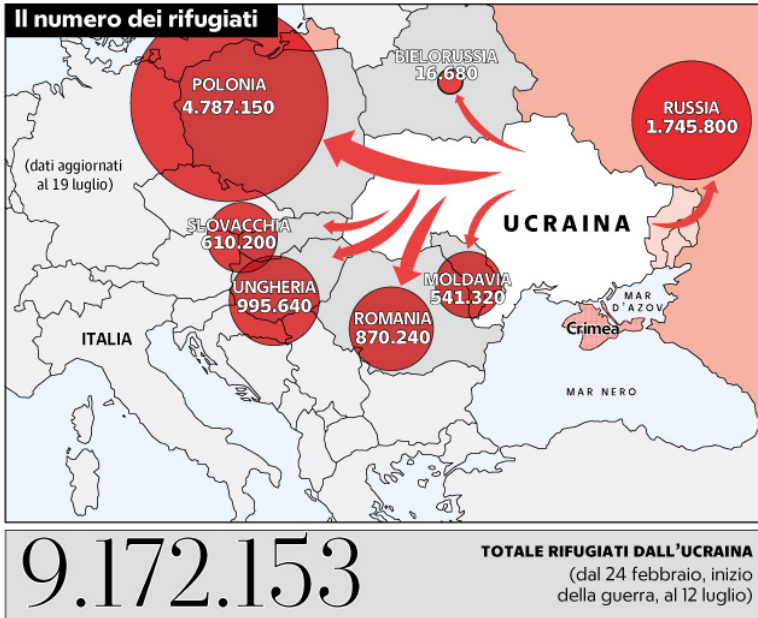 Il numero dei rifugiati
BIELORUSSIA
16.680
POLONIA
4.787.150
RUSSIA
1.745.800
(dati aggiornati
al 19 luglio)
SLOVACCHIA
610.200
UCRAINA
UNGHERIA
995.640
MOLDAVIA
541.320
ROMANIA
870.240
MAR
D'AZOV
Crimea
ITALIA
MAR NERO
9.172.153
TOTALE RIFUGIATI DALL'UCRAINA
(dal 24 febbraio, inizio
della guerra, al 12 luglio)